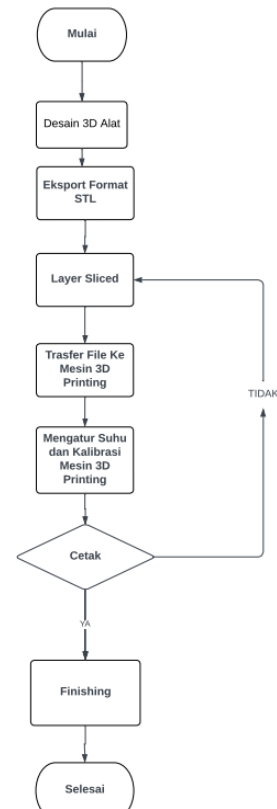 Mulai
Desain 3D Alat
Eksport Format
STL
Layer Sliced
Trasfer File Ke
Mesin 3D
Printing
TIDAK
Mengatur Suhu
dan Kalibrasi
Mesin 3D
Printing
Cetak
YA
Finishing
Selesai